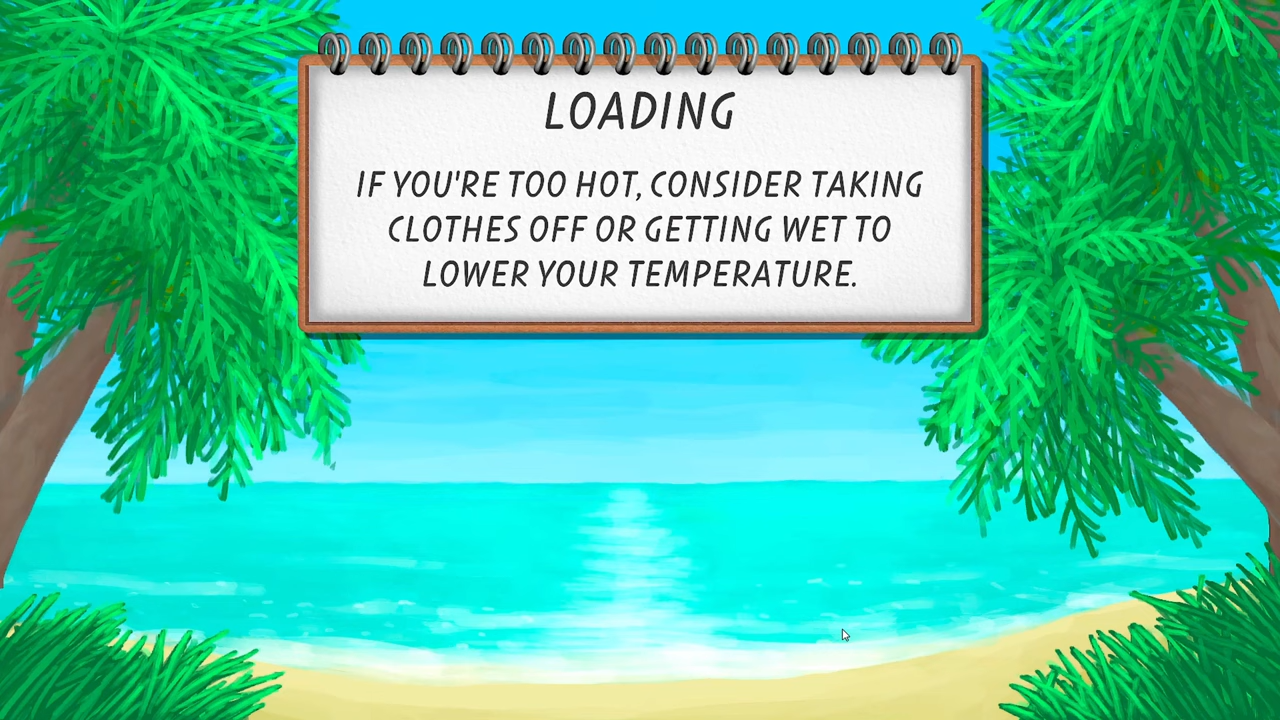 LOADING
IF YOU'RE TOO HOT, CONSIDER TAKING
CLOTHES OFF OR GETTING WET TO
LOWER YOUR TEMPERATURE.